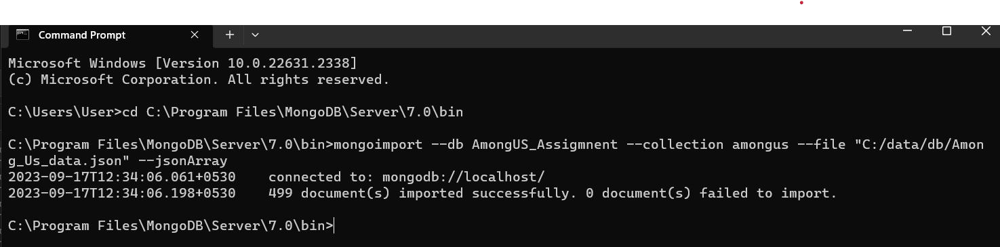 Command Prompt
Microsoft Windows [Version 10.0.22631.2338]
(c) Microsoft Corporation. All rights reserved.
C:\Users\User>cd C:\Program Files\MongoDB\Server\7.0\bin
C:\Program Files\MongoDB\Server\7.0\bin>mongoimport --db AmongUS_Assigmnent --collection amongus --file "C:/data/db/Amon
g_Us_data.json" --jsonArray
2023-09-17T12:34:06.061+0530    connected to: mongodb://localhost/
2023-09-17T12:34:06.198+0530    499 document(s) imported successfully. 0 document(s) failed to import.
C:\Program Files\MongoDB\Server\7.0\bin>